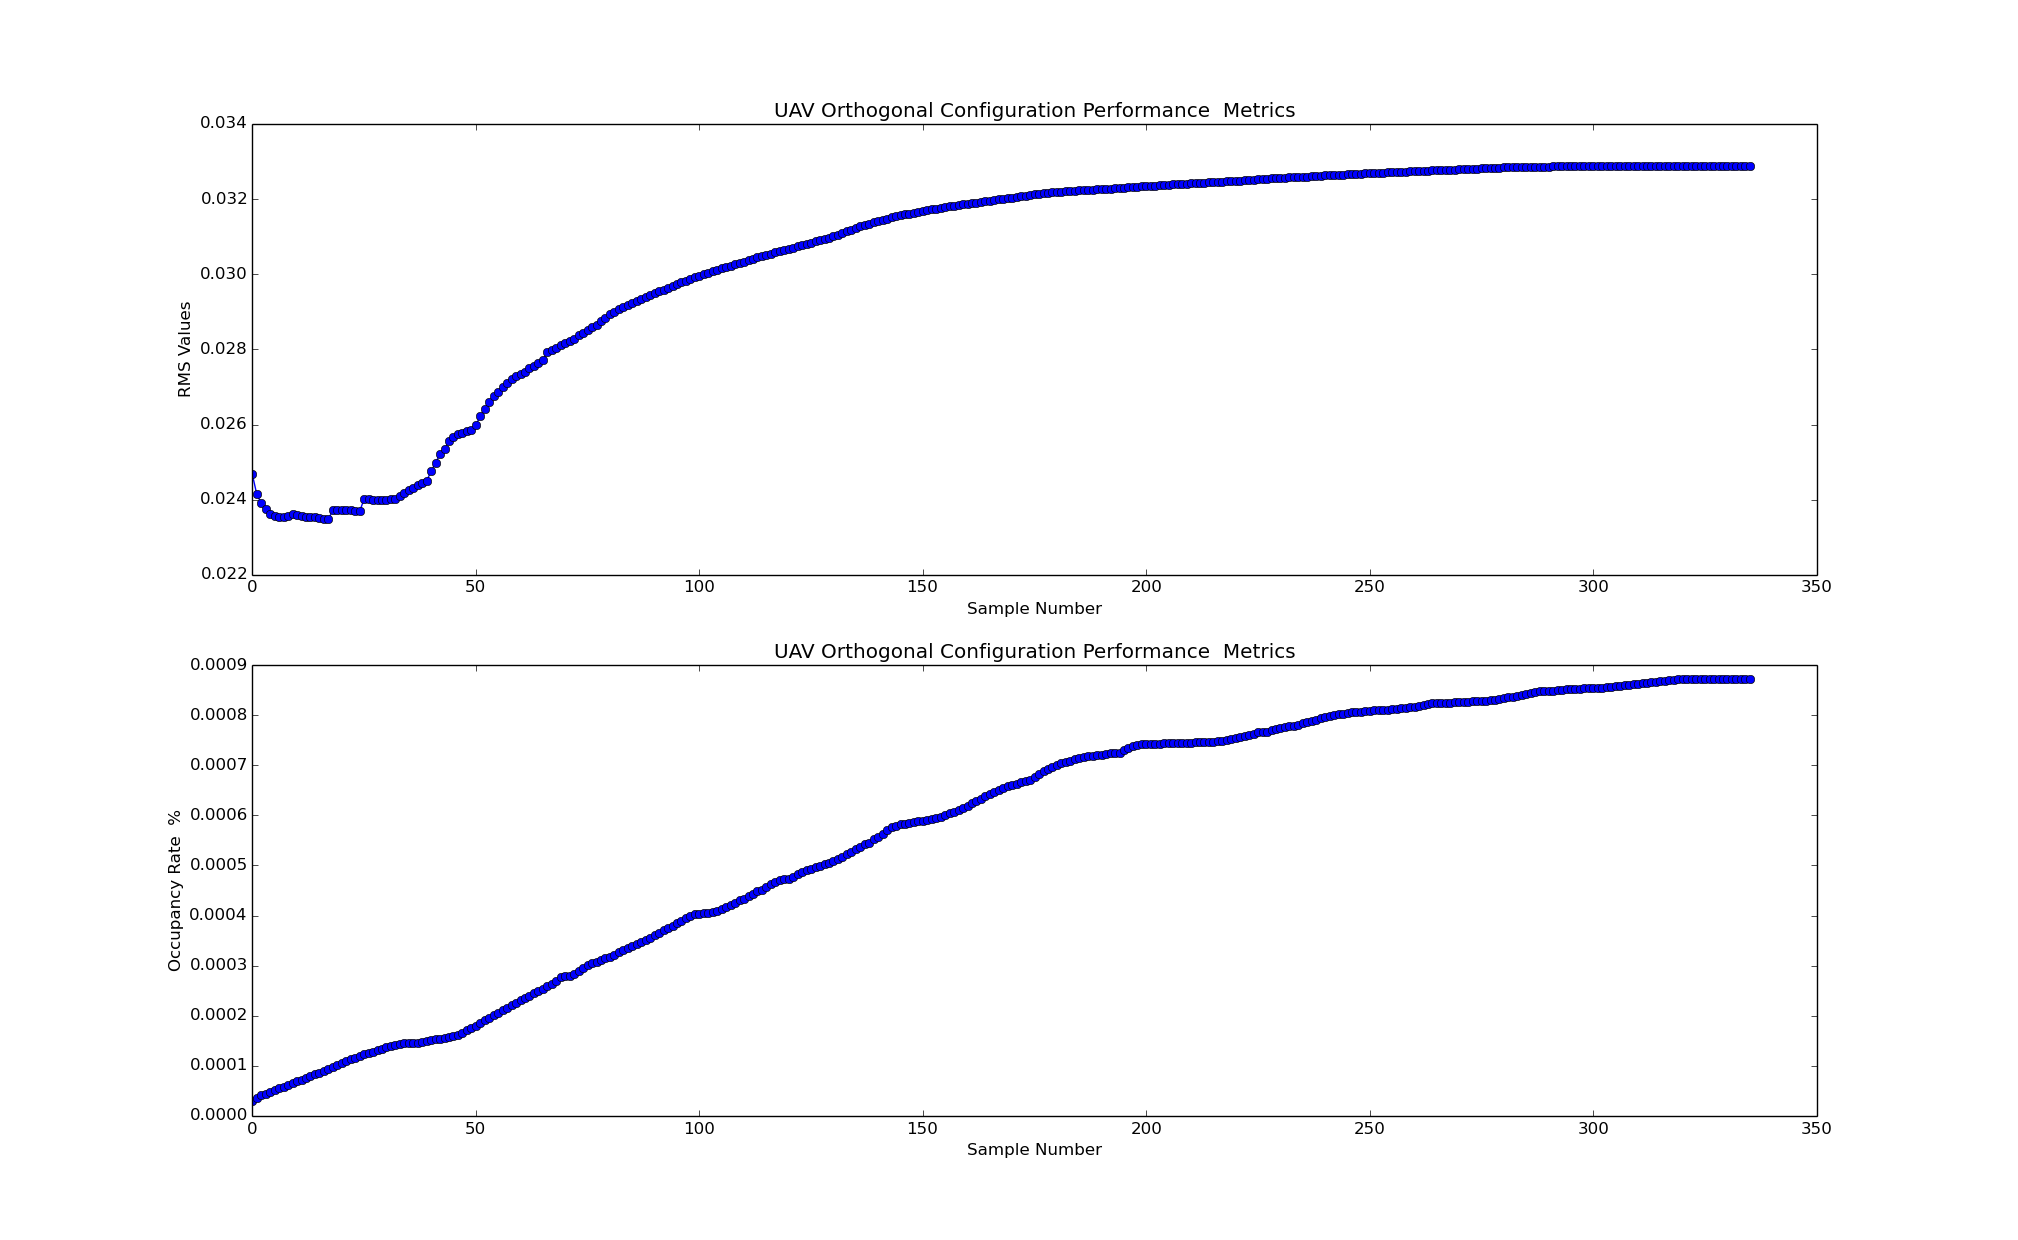 UAV Orthogonal Configuration Performance  Metrics
0.034
0.032
0.030
0.028
0.026
0.024
0.022
RMS Values
0 50 100 150 200 250 300 350
Sample Number
UAV Orthogonal Configuration Performance  Metrics
0.0009
0.0008
0.0007
0.0006
0.0005
0.0004
0.0003
0.0002
0.0001
0.0000
Occupancy Rate  %
0 50 100 150 200 250 300 350
Sample Number